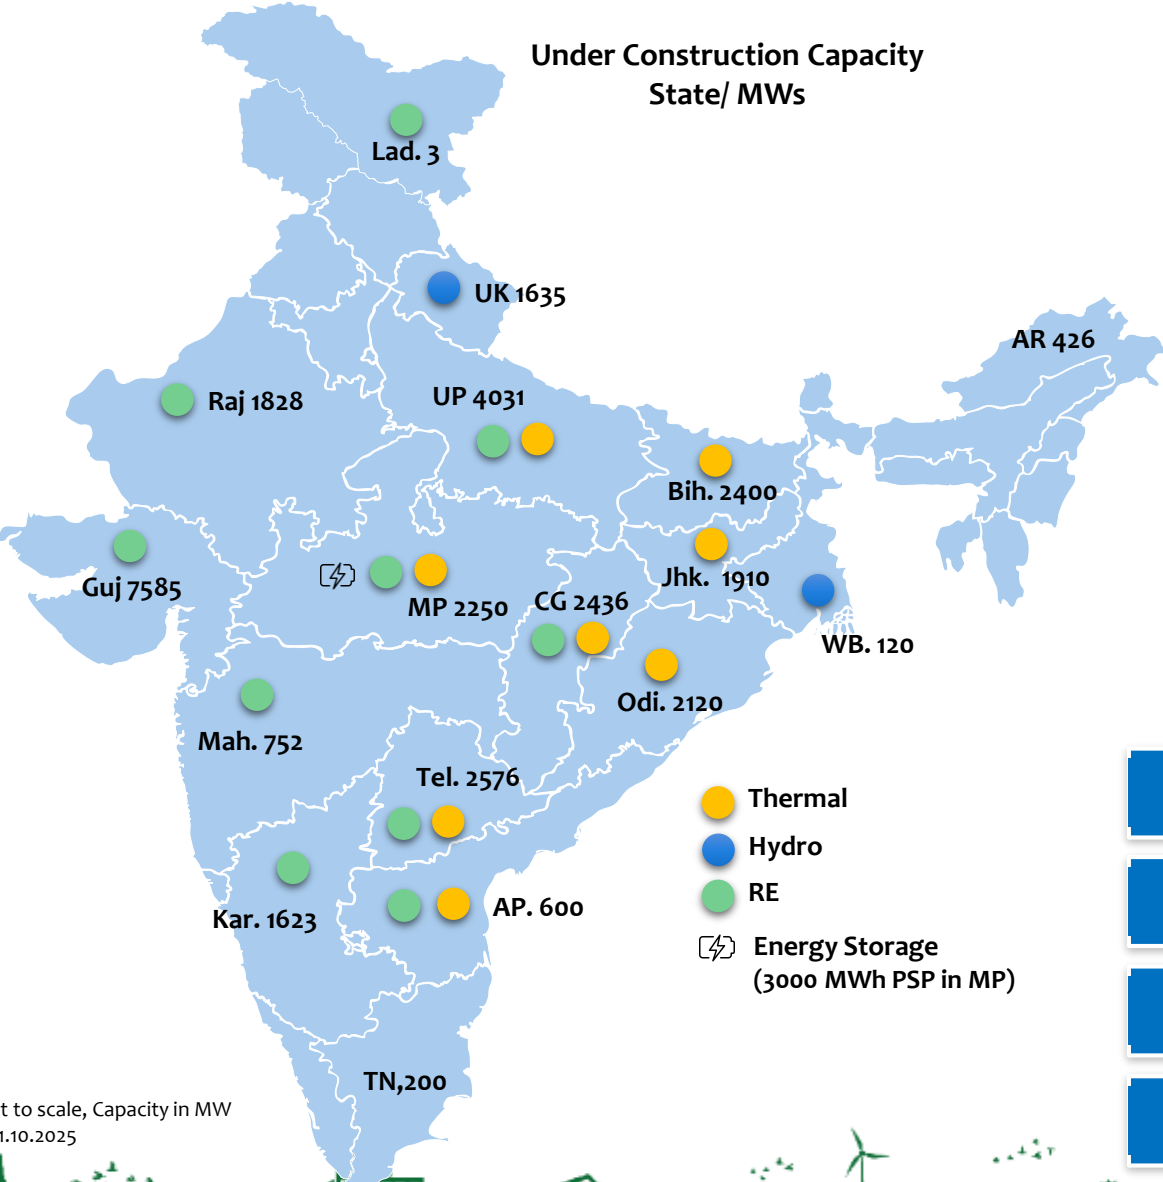 Under Construction Capacity
State/ MWs
Lad. 3
UK 1635
AR 426
Raj 1828
UP 4031
Bih. 2400
Guj 7585
MP 2250
CG 2436
Jhk. 1910
WB. 120
Odi. 2120
Mah. 752
Tel. 2576
Kar. 1623
AP. 600
TN,200
Thermal
Hydro
RE
Energy Storage
(3000 MWh PSP in MP)
to scale, Capacity in MW
.10.2025